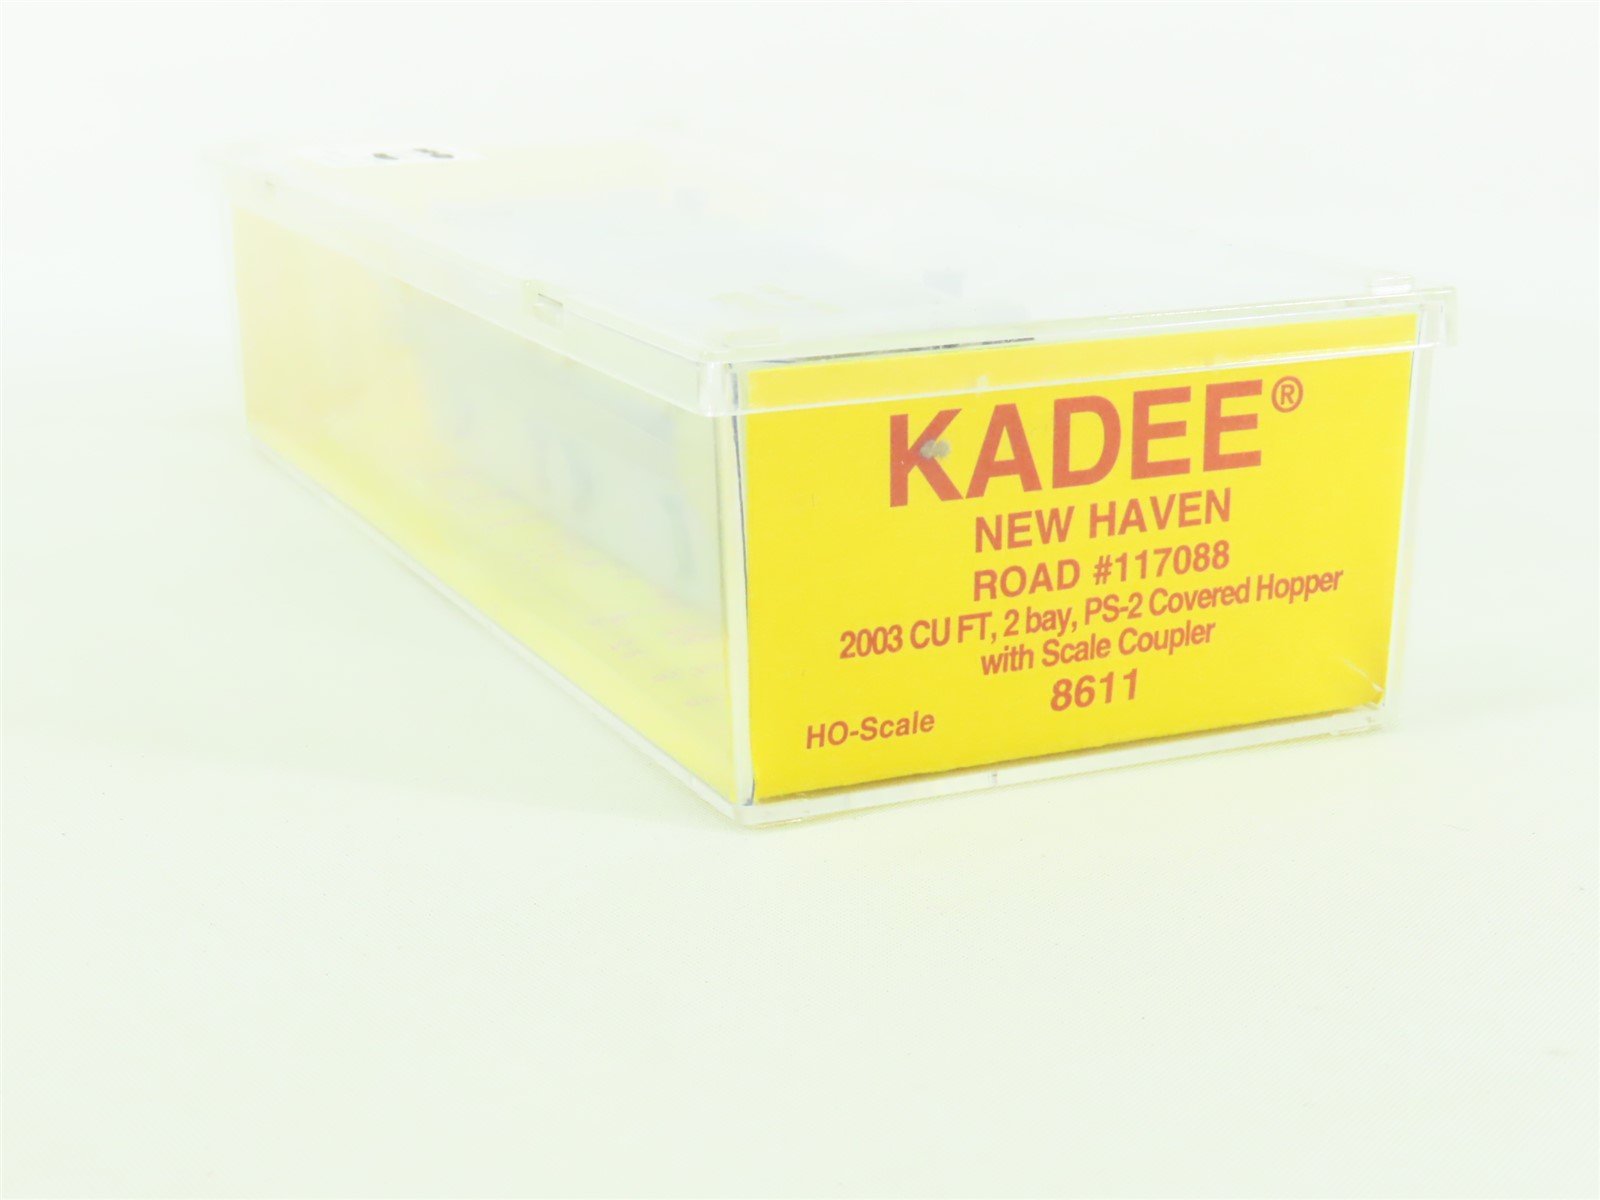 KADEE®
NEW HAVEN
ROAD #117088
2003 CU FT, 2 bay, PS-2 Covered Hopper
with Scale Coupler
8611
HO-Scale